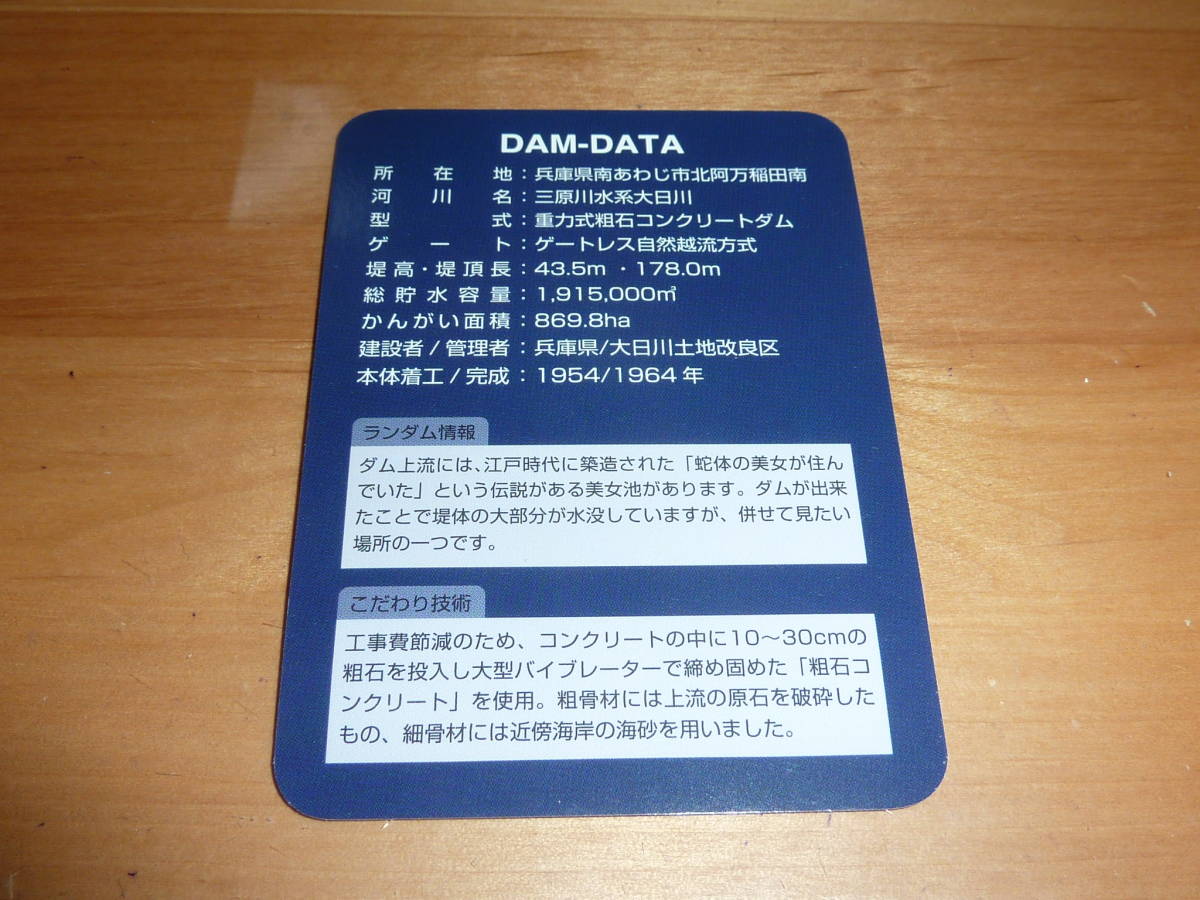 DAM-DATA
所在地：兵庫県南あわじ市北阿万稲田南
河川名：三原川水系大日川
型式：重力式粗石コンクリートダム
ゲート：ゲートレス自然越流方式
堤高・堤頂長：43.5m ・178.0m
総貯水容量：1,915,000㎥
かんがい面積：869.8ha
建設者/管理者：兵庫県/大日川土地改良区
本体着工/完成：1954/1964 年
ランダム情報
ダム上流には、江戸時代に築造された「蛇体の美女が住ん
でいた」という伝説がある美女池があります。ダムが出来
たことで堤体の大部分が水没していますが、併せて見たい
場所の一つです。
こだわり技術
工事費節減のため、コンクリートの中に10～30cmの
粗石を投入し大型バイブレーターで締め固めた「粗石コ
ンクリート」を使用。粗骨材には上流の原石を破砕した
もの、細骨材には近傍海岸の海砂を用いました。